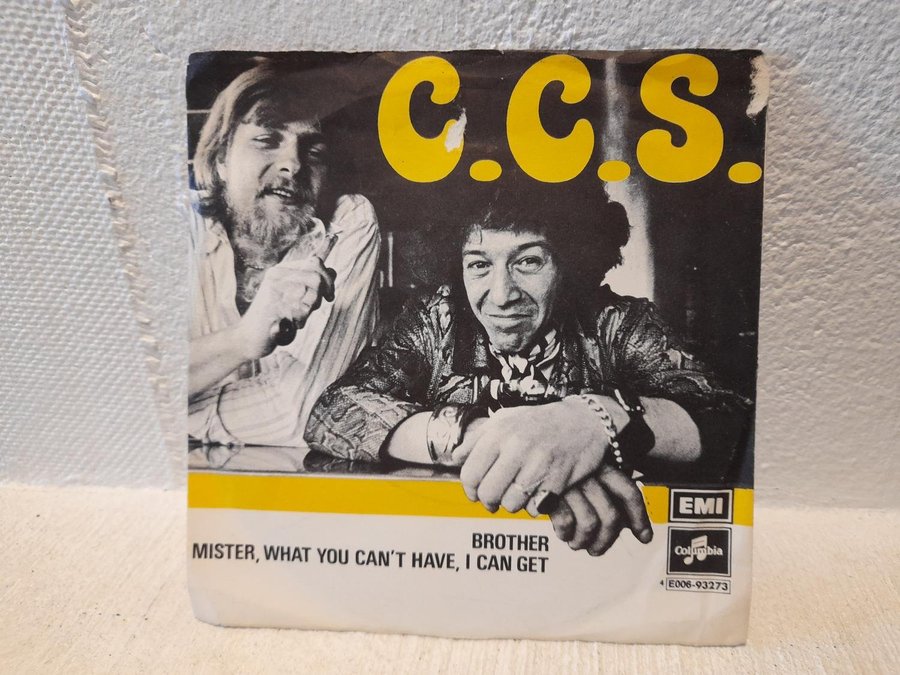 C.C.S.
BROTHER
MISTER, WHAT YOU CAN'T HAVE, I CAN GET
EMI
Columbia
4 E006-93273